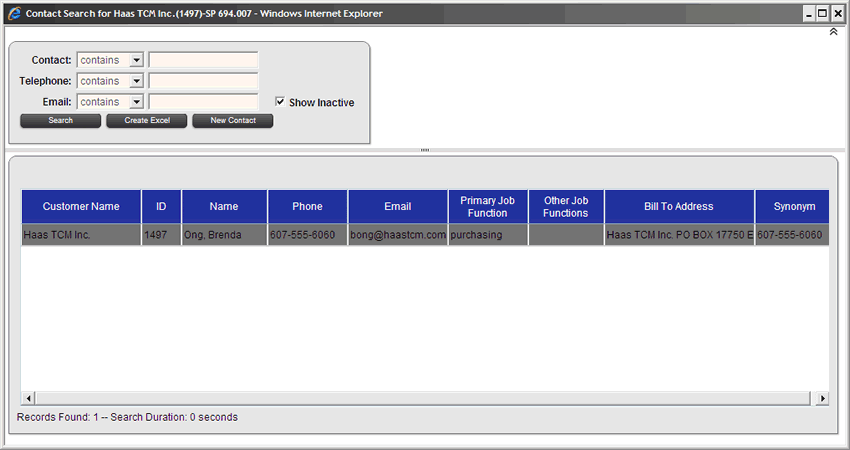 Contact Search for Haas TCM Inc.(1497)-SP 694.007 - Windows Internet Explorer
Contact: contains
Telephone: contains
Email: contains Show Inactive
Search Create Excel New Contact
Customer Name ID Name Phone Email Primary Job Function Other Job Functions Bill To Address Synonym
Haas TCM Inc. 1497 Ong, Brenda 607-555-6060 bong@haastcm.com purchasing Haas TCM Inc. PO BOX 17750 E 607-555-6060
Records Found: 1 -- Search Duration: 0 seconds